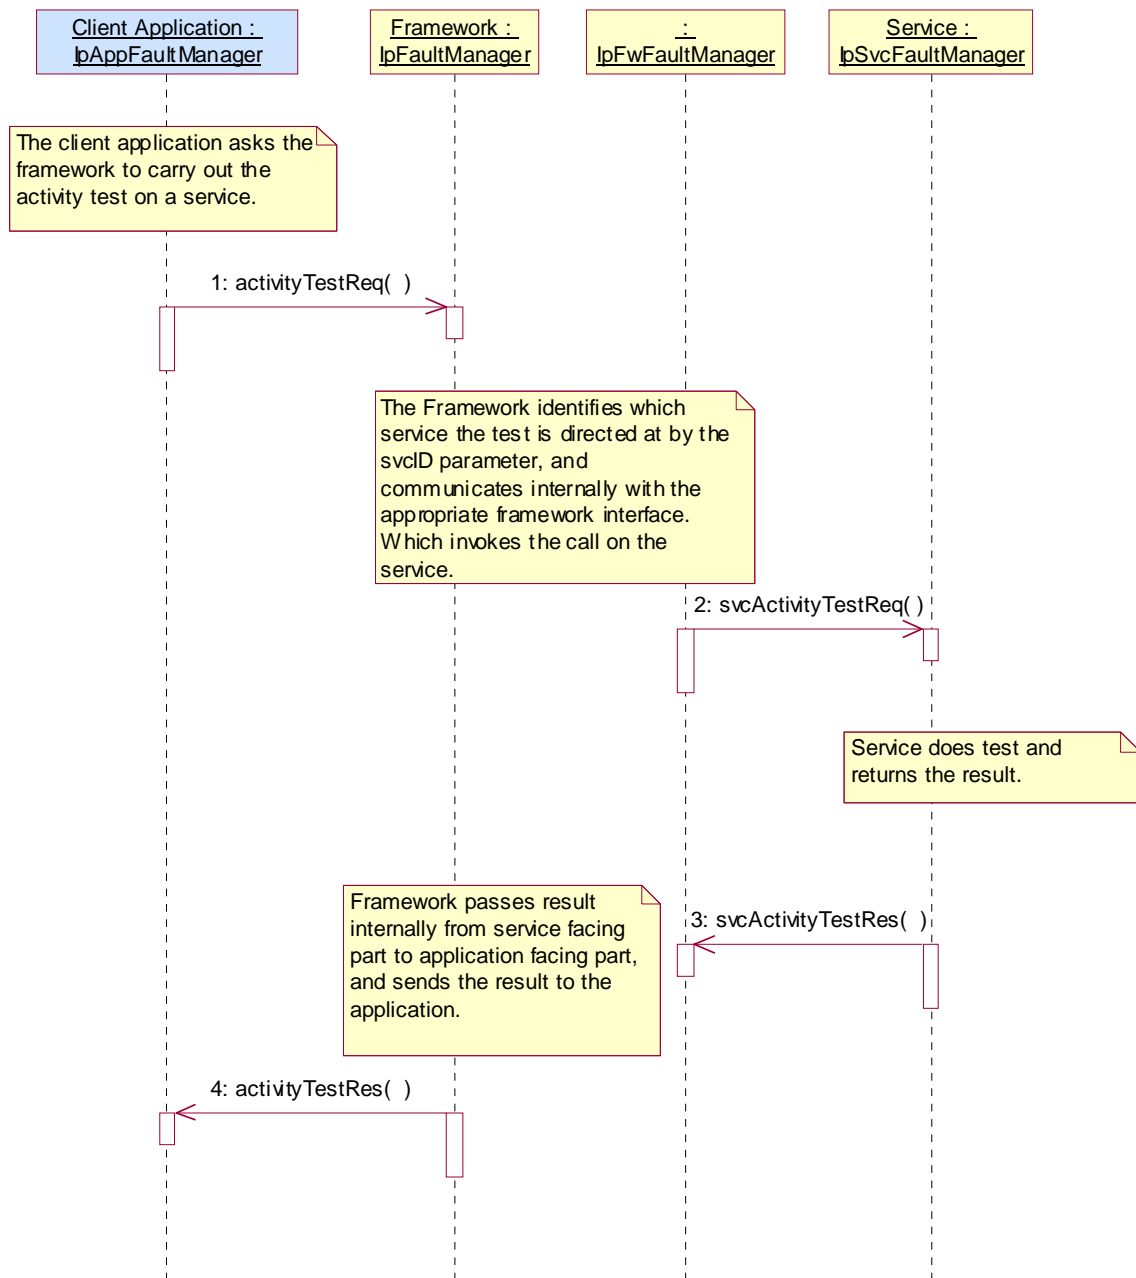 Client Application :
IpAppFaultManager
Framework :
IpFaultManager
:
IpFwFaultManager
Service :
IpSvcFaultManager
The client application asks the
framework to carry out the
activity test on a service.
1: activityTestReq( )
The Framework identifies which
service the test is directed at by the
svcID parameter, and
communicates internally with the
appropriate framework interface.
Which invokes the call on the
service.
2: svcActivityTestReq( )
Service does test and
returns the result.
Framework passes result
internally from service facing
part to application facing part,
and sends the result to the
application.
3: svcActivityTestRes( )
4: activityTestRes( )